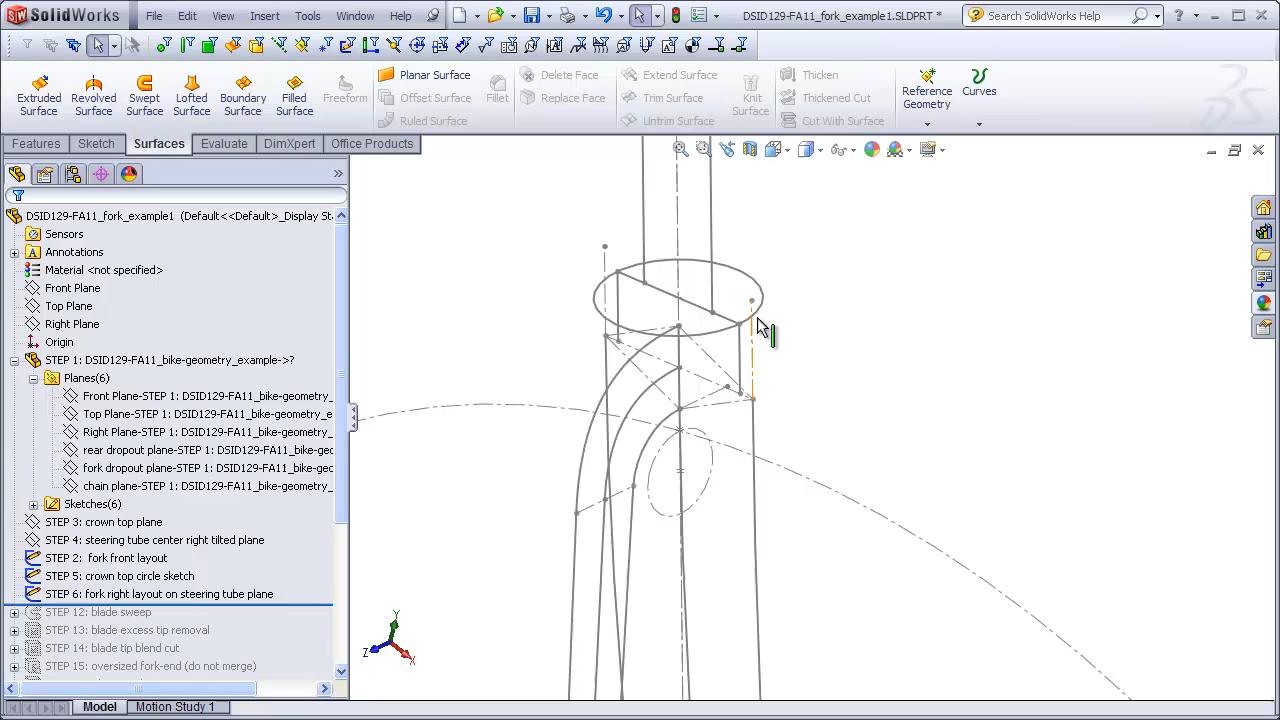 SolidWorks File Edit View Insert Tools Window Help DSID129-FA11_fork_example1.SLDPRT * Search SolidWorks Help
Extruded Surface
Revolved Surface
Swept Surface
Lofted Surface
Boundary Surface
Filled Surface
Freeform
Planar Surface
Offset Surface
Ruled Surface
Fillet
Delete Face
Replace Face
Extend Surface
Trim Surface
Untrim Surface
Knit Surface
Thicken
Thickened Cut
Cut With Surface
Reference Geometry
Curves
Features Sketch Surfaces Evaluate DimXpert Office Products
DSID129-FA11_fork_example1 (Default<<Default>_Display St
Sensors
Annotations
Material <not specified>
Front Plane
Top Plane
Right Plane
Origin
STEP 1: DSID129-FA11_bike-geometry_example->?
Planes(6)
Front Plane-STEP 1: DSID129-FA11_bike-geometry_
Top Plane-STEP 1: DSID129-FA11_bike-geometry_e
Right Plane-STEP 1: DSID129-FA11_bike-geometry_
rear dropout plane-STEP 1: DSID129-FA11_bike-geo
fork dropout plane-STEP 1: DSID129-FA11_bike-geo
plane-STEP 1: DSID129-FA11_bike-geometry_
Sketches(6)
STEP 3: crown top plane
STEP 4: steering tube center right tilted plane
STEP 2: fork front layout
STEP 5: crown top circle sketch
STEP 6: fork right layout on steering tube plane
STEP 12: blade sweep
STEP 13: blade excess tip removal
STEP 14: blade tip blend cut
STEP 15: oversized fork-end (do not merge)
Y
Z
X
Model Motion Study 1